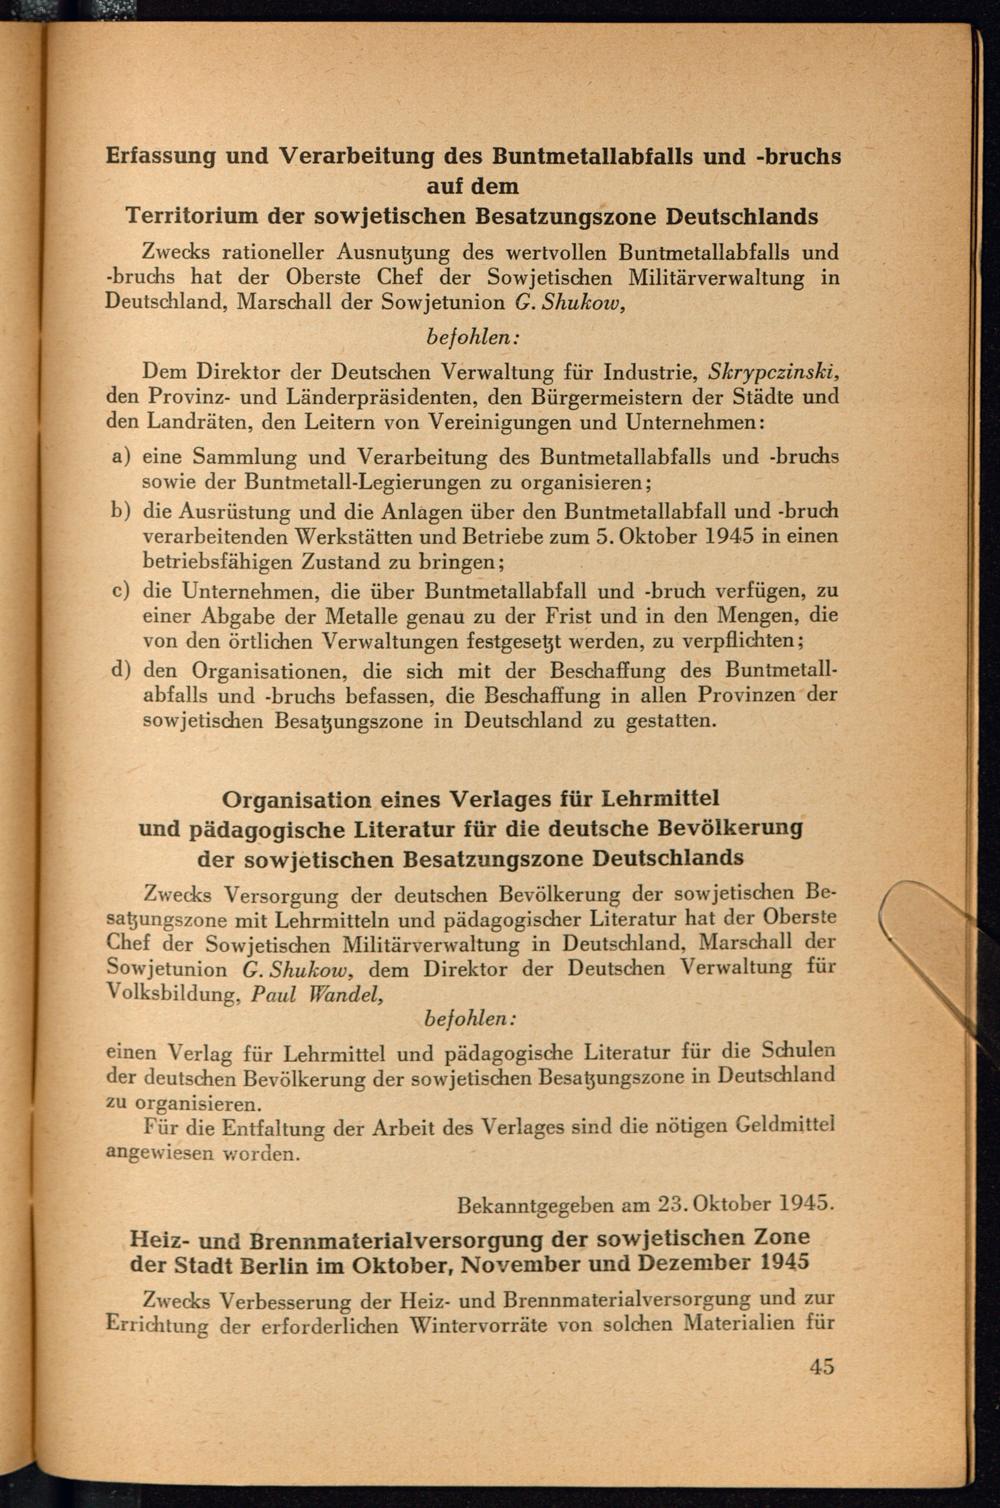 Erfassung und Verarbeitung des Buntmetallabfalls und -bruchs
auf dem
Territorium der sowjetischen Besatzungszone Deutschlands
Zwecks rationeller Ausnutzung des wertvollen Buntmetallabfalls und
-bruchs hat der Oberste Chef der Sowjetischen Militärverwaltung in
Deutschland, Marschall der Sowjetunion G. Shukow,
befohlen:
Dem Direktor der Deutschen Verwaltung für Industrie, Skrypczinski,
den Provinz- und Länderpräsidenten, den Bürgermeistern der Städte und
den Landräten, den Leitern von Vereinigungen und Unternehmen:
a) eine Sammlung und Verarbeitung des Buntmetallabfalls und -bruchs
sowie der Buntmetall-Legierungen zu organisieren;
b) die Ausrüstung und die Anlagen über den Buntmetallabfall und -bruch
verarbeitenden Werkstätten und Betriebe zum 5. Oktober 1945 in einen
betriebsfähigen Zustand zu bringen;
c) die Unternehmen, die über Buntmetallabfall und -bruch verfügen, zu
einer Abgabe der Metalle genau zu der Frist und in den Mengen, die
von den örtlichen Verwaltungen festgesetzt werden, zu verpflichten;
d) den Organisationen, die sich mit der Beschaffung des Buntmetall-
abfalls und -bruchs befassen, die Beschaffung in allen Provinzen der
sowjetischen Besatzungszone in Deutschland zu gestatten.
Organisation eines Verlages für Lehrmittel
und pädagogische Literatur für die deutsche Bevölkerung
der sowjetischen Besatzungszone Deutschlands
Zwecks Versorgung der deutschen Bevölkerung der sowjetischen Be-
satzungszone mit Lehrmitteln und pädagogischer Literatur hat der Oberste
Chef der Sowjetischen Militärverwaltung in Deutschland, Marschall der
Sowjetunion G. Shukow, dem Direktor der Deutschen Verwaltung für
Volksbildung, Paul Wandel,
befohlen:
einen Verlag für Lehrmittel und pädagogische Literatur für die Schulen
der deutschen Bevölkerung der sowjetischen Besatzungszone in Deutschland
zu organisieren.
Für die Entfaltung der Arbeit des Verlages sind die nötigen Geldmittel
angewiesen worden.
Bekanntgegeben am 23. Oktober 1945.
Heiz- und Brennmaterialversorgung der sowjetischen Zone
der Stadt Berlin im Oktober, November und Dezember 1945
Zwecks Verbesserung der Heiz- und Brennmaterialversorgung und zur
Errichtung der erforderlichen Wintervorräte von solchen Materialien für
45